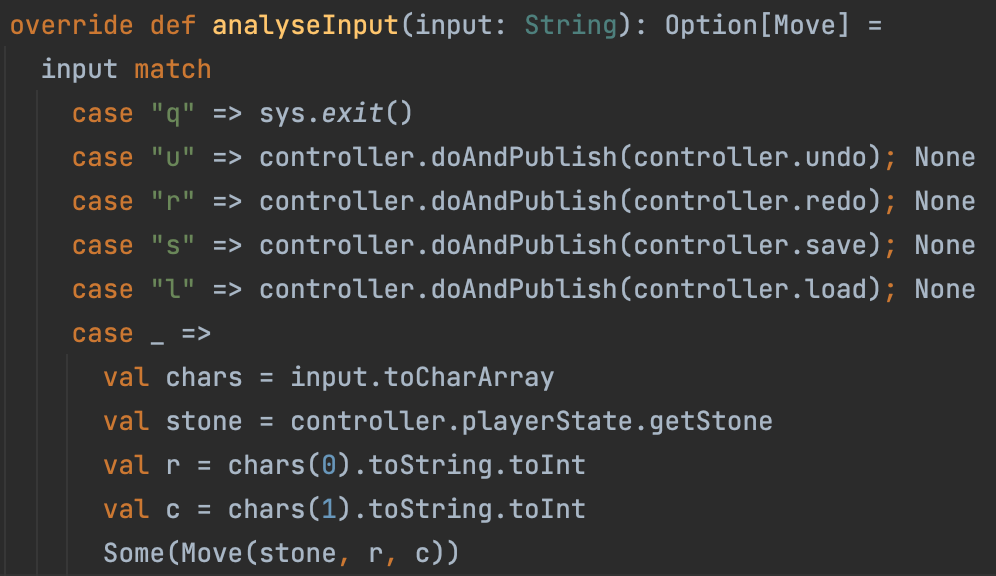 override def analyseInput(input: String): Option[Move] =
  input match
    case "q" => sys.exit()
    case "u" => controller.doAndPublish(controller.undo); None
    case "r" => controller.doAndPublish(controller.redo); None
    case "s" => controller.doAndPublish(controller.save); None
    case "l" => controller.doAndPublish(controller.load); None
    case _ =>
      val chars = input.toCharArray
      val stone = controller.playerState.getStone
      val r = chars(0).toString.toInt
      val c = chars(1).toString.toInt
      Some(Move(stone, r, c))